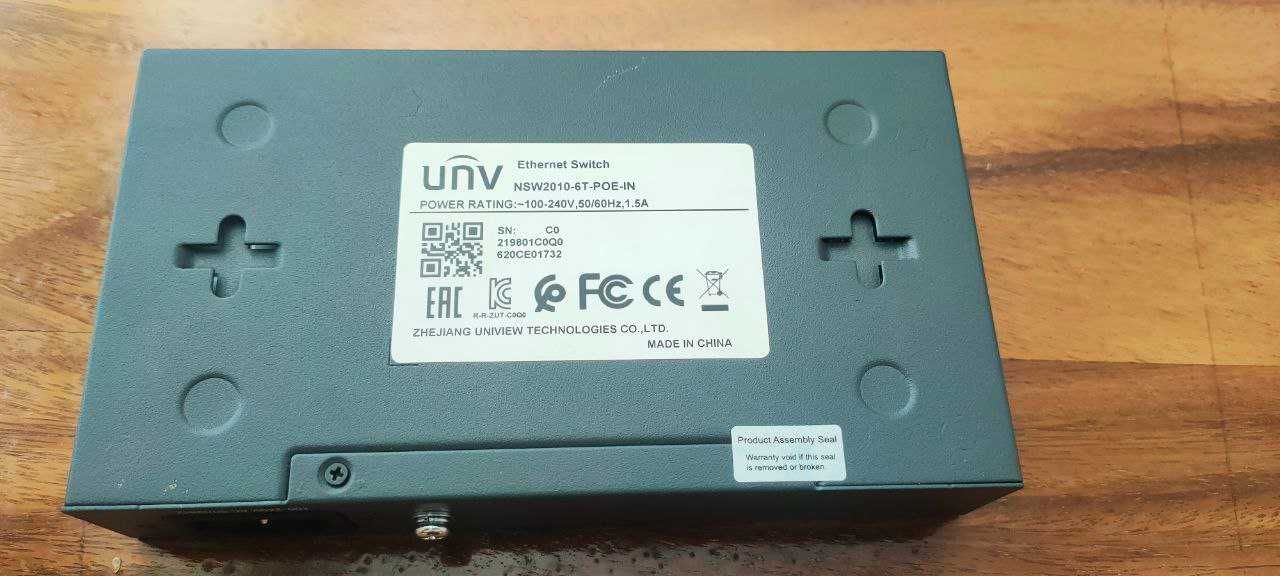 unv
Ethernet Switch
NSW2010-6T-POE-IN
POWER RATING:~100-240V,50/60Hz,1.5A
SN: C0
219801C0Q0
620CE01732
EAC
FC CE
R-R-ZUT-C0Q0
ZHEJIANG UNIVIEW TECHNOLOGIES CO.,LTD.
MADE IN CHINA
Product Assembly Seal
Warranty void if this seal
is removed or broken.